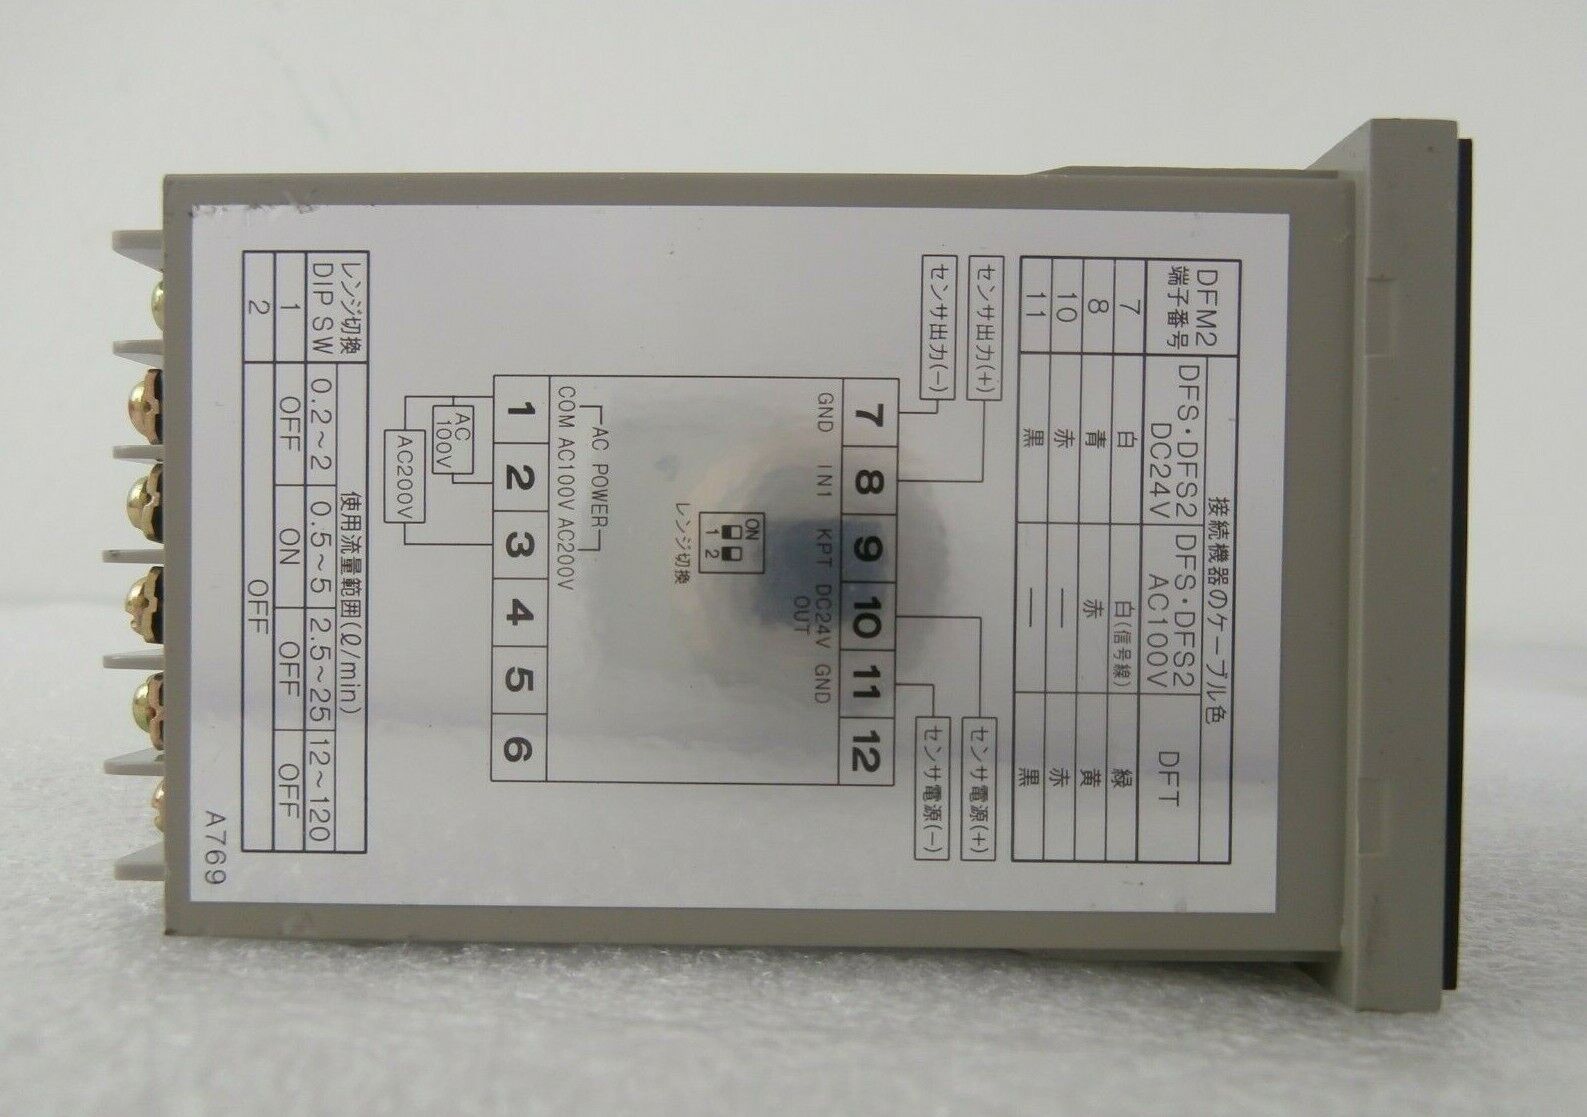 DFM2
端子番号
接続機器のケーブル色
DFS・DFS2 DFS・DFS2 DFT
DC24V AC100V
7 白 白(信号線) 緑
8 青 赤 黄
10 赤 — 赤
11 黒 — 黒
センサ出力(+) センサ電源(+)
センサ出力(-) センサ電源(-)
7 8 9 10 11 12
GND IN1 KPT DC24V GND
OUT
ON
1 2
レンジ切換
AC POWER
COM AC100V AC200V
1 2 3 4 5 6
AC
100V
AC200V
レンジ切換 使用流量範囲(ℓ/min)
DIP SW 0.2~2 0.5~5 2.5~25 12~120
1 OFF ON OFF OFF
2 OFF
A769